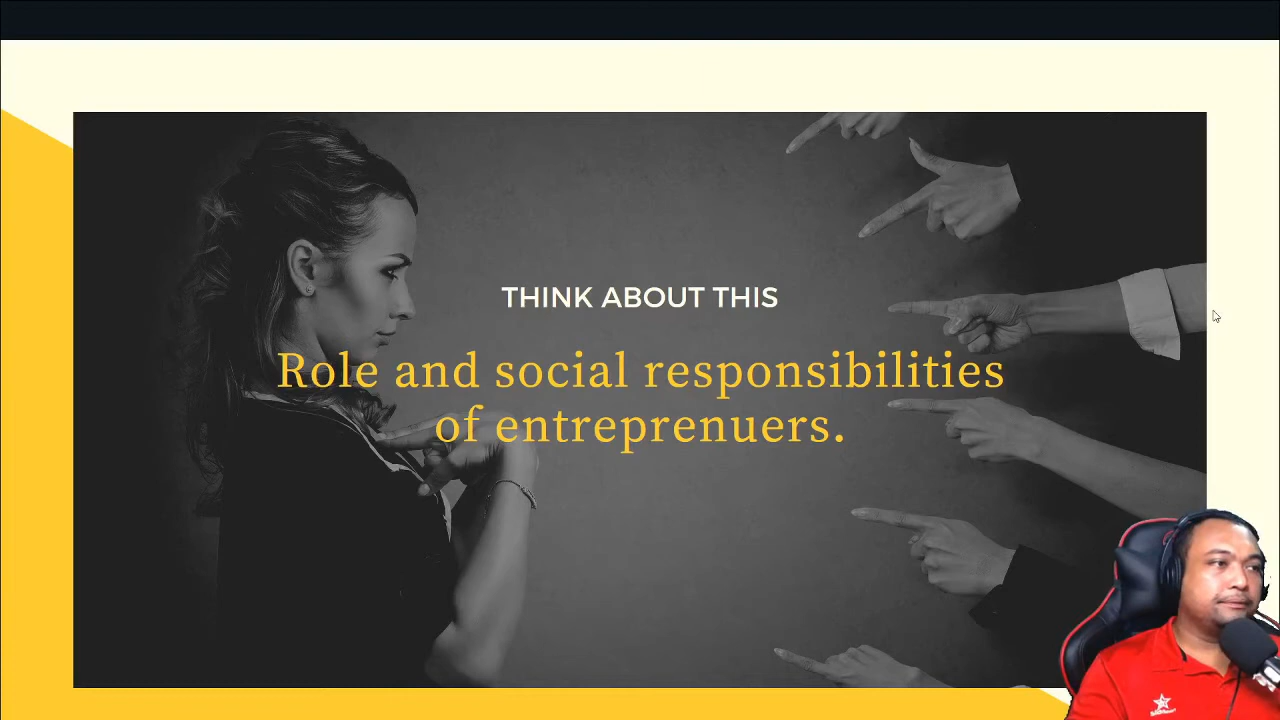 THINK ABOUT THIS
Role and social responsibilities
of entreprenuers.